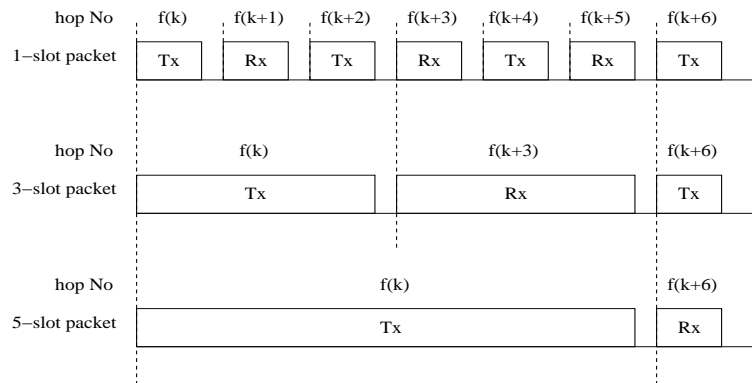 hop No f(k) f(k+1) f(k+2) f(k+3) f(k+4) f(k+5) f(k+6)
1−slot packet Tx Rx Tx Rx Tx Rx Tx
hop No f(k) f(k+3) f(k+6)
3−slot packet Tx Rx Tx
hop No f(k) f(k+6)
5−slot packet Tx Rx